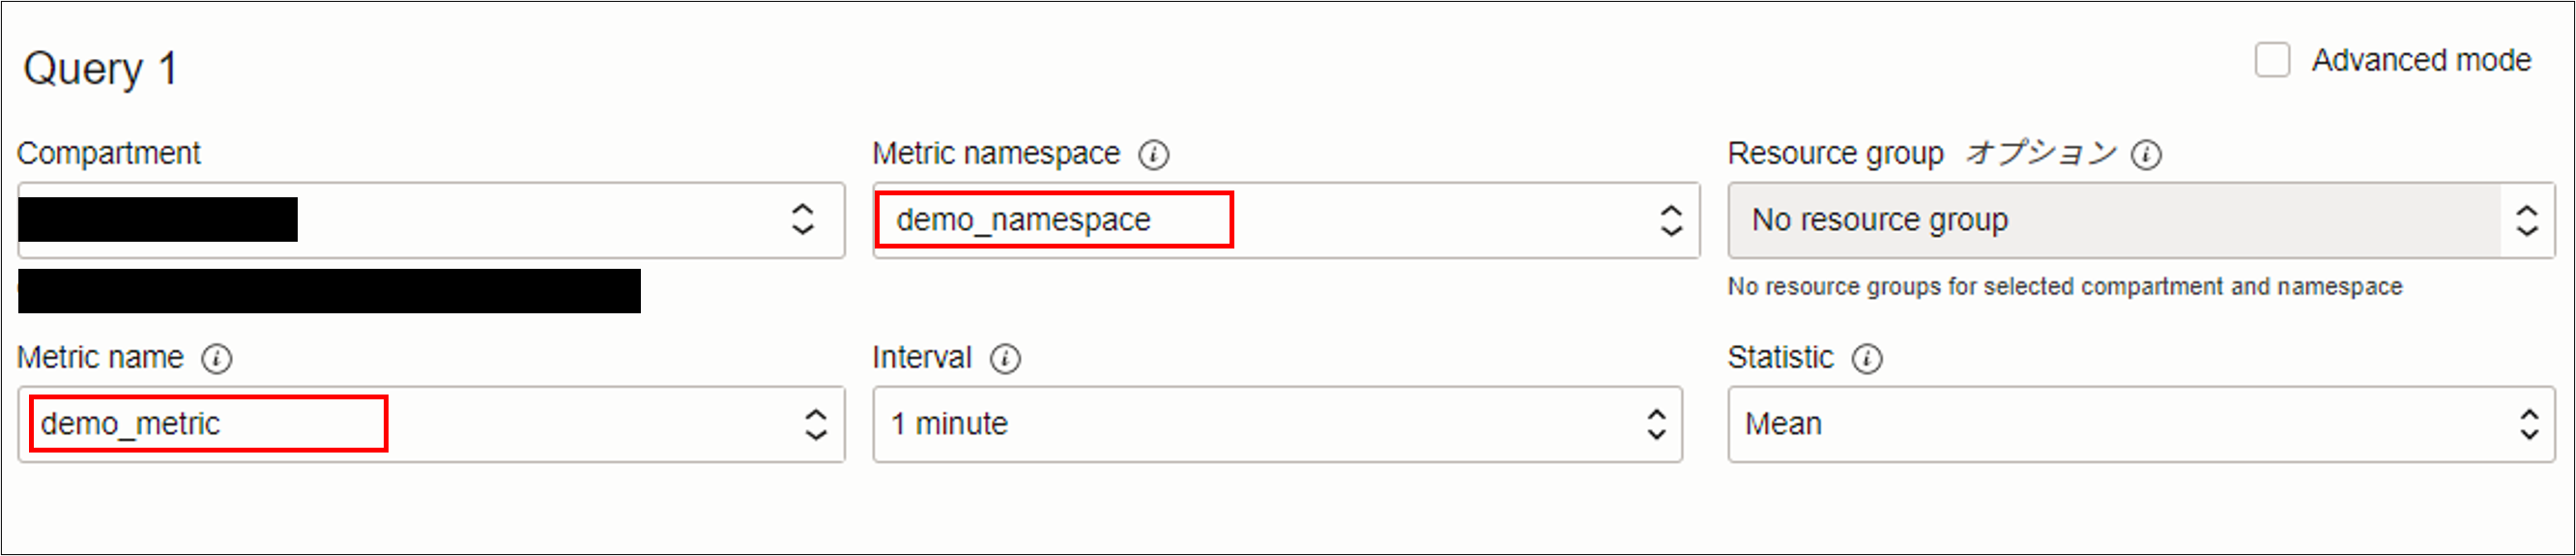 Query 1
Advanced mode
Compartment
Metric namespace
Resource group オプション
demo_namespace
No resource group
No resource groups for selected compartment and namespace
Metric name
Interval
Statistic
demo_metric
1 minute
Mean